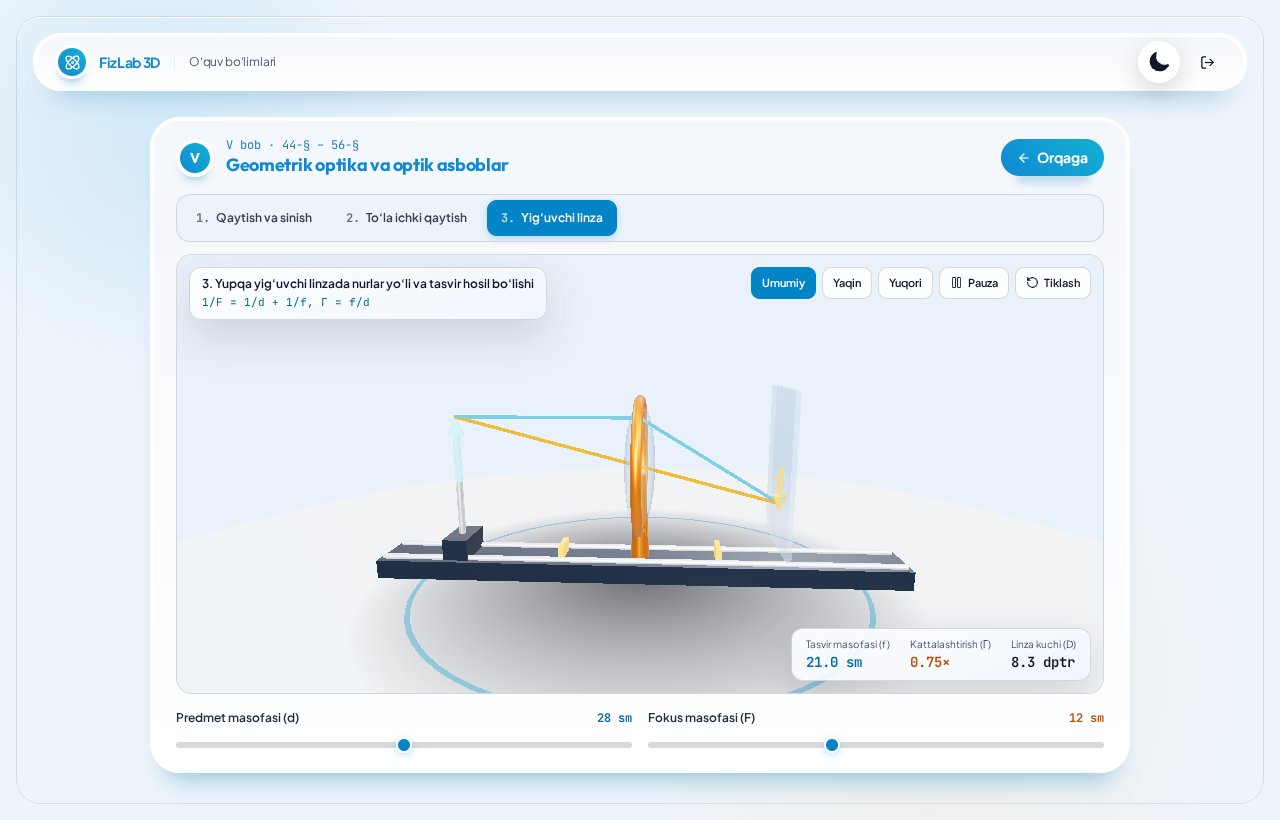 FizLab 3D
O'quv bo'limlari
V
V bob · 44-§ – 56-§
Geometrik optika va optik asboblar
← Orqaga
1. Qaytish va sinish
2. To‘la ichki qaytish
3. Yig‘uvchi linza
3. Yupqa yig‘uvchi linzada nurlar yo‘li va tasvir hosil bo‘lishi
1/F = 1/d + 1/f, Γ = f/d
Umumiy
Yaqin
Yuqori
Pauza
Tiklash
Tasvir masofasi (f)
21.0 sm
Kattalashtirish (Γ)
0.75×
Linza kuchi (D)
8.3 dptr
Predmet masofasi (d)
28 sm
Fokus masofasi (F)
12 sm